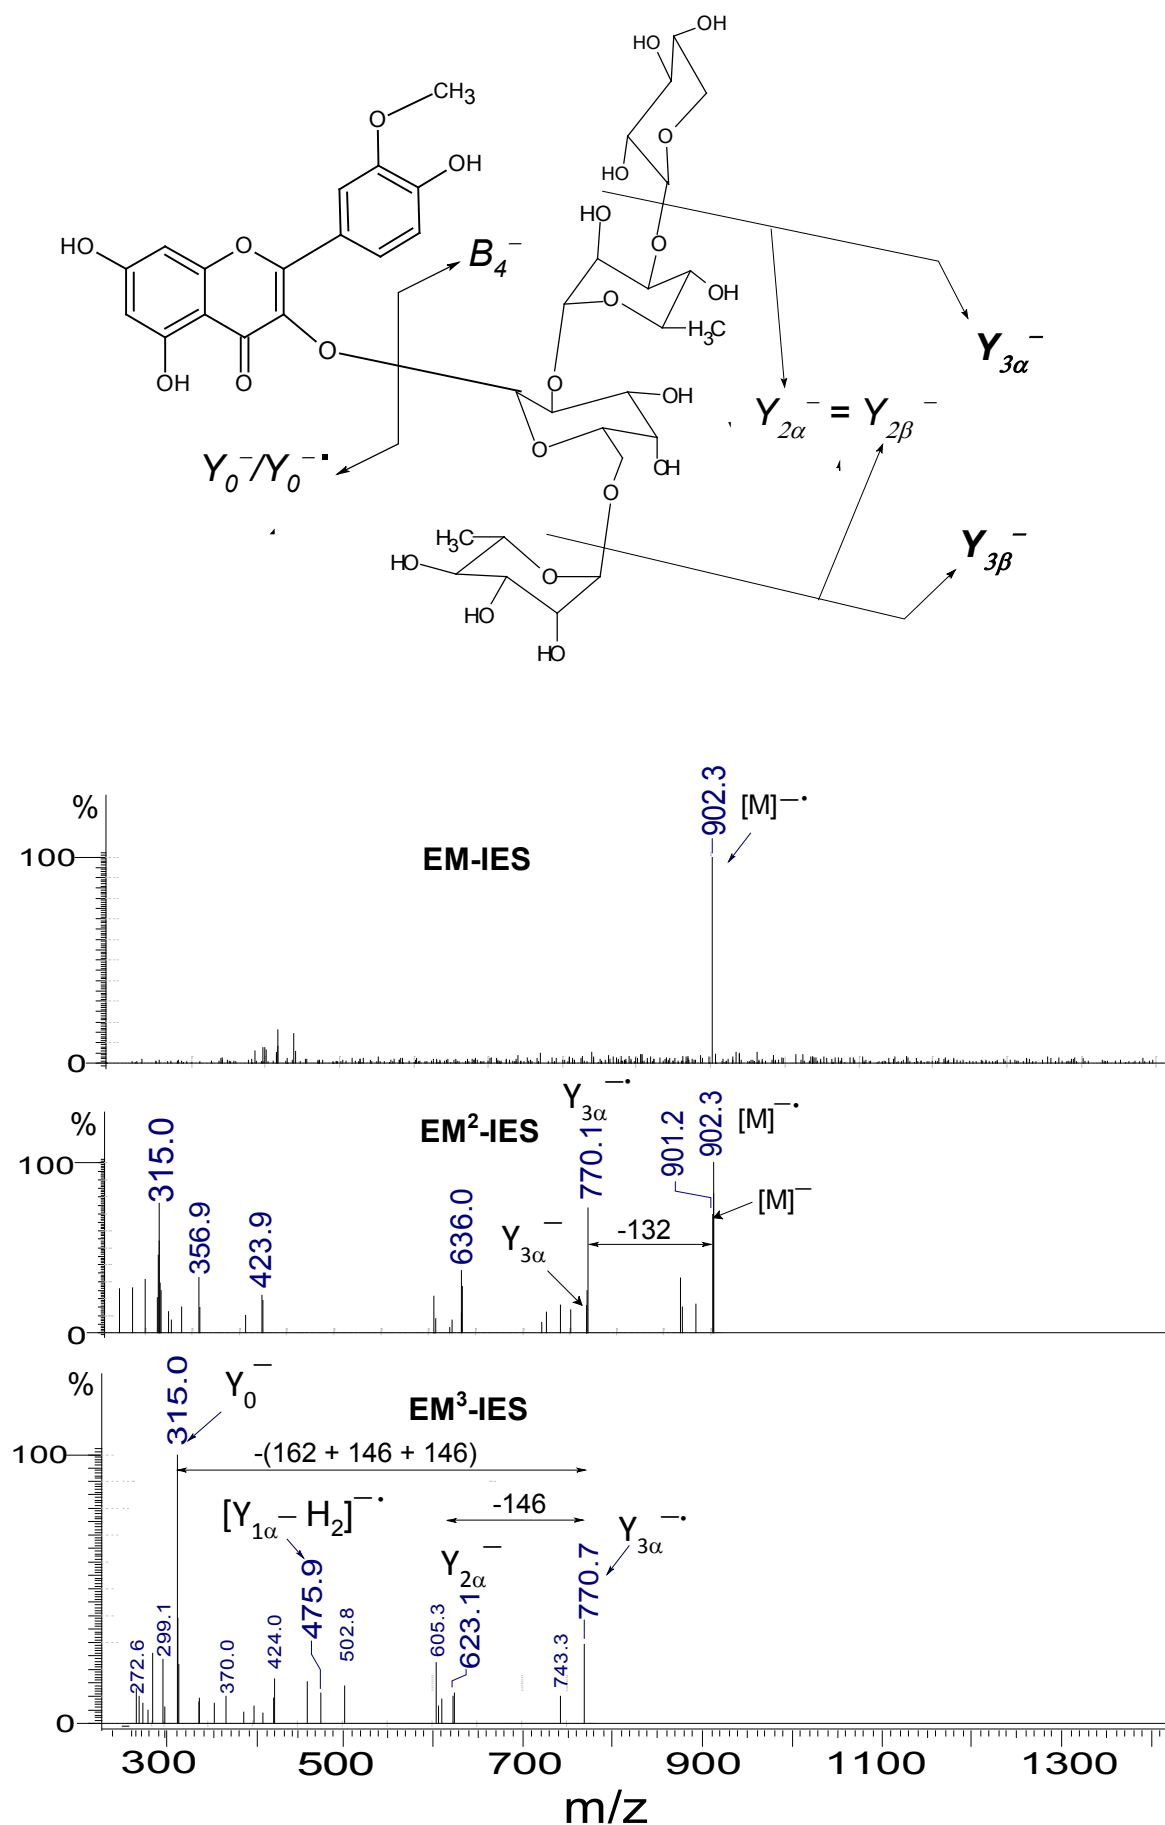 OH
HO
O
HO
CH3
O
OH
HO
O
O
OH
O
B4−
HO
O
O
OH
H3C
Y3α−
O
OH
O
OH
O
Y0−/Y0−▪
Y2α− = Y2β−
H3C
HO
O
HO
HO
Y3β−
%
100
0
EM-IES
902.3
[M]−•
%
100
0
EM2-IES
315.0
356.9
423.9
636.0
Y3α−
Y3α−•
770.1
-132
901.2
902.3
[M]−•
[M]−
%
100
0
EM3-IES
315.0
Y0−
-(162 + 146 + 146)
[Y1α− H2]−•
-146
Y2α−
Y3α−•
272.6
299.1
370.0
424.0
475.9
502.8
605.3
623.1
743.3
770.7
300 500 700 900 1100 1300
m/z